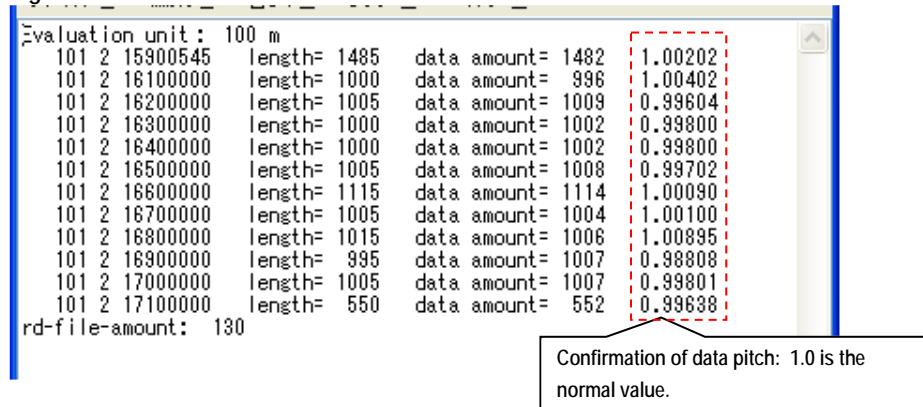 Evaluation unit: 100 m
101 2 15900545 length= 1485 data amount= 1482 1.00202
101 2 16100000 length= 1000 data amount= 996 1.00402
101 2 16200000 length= 1005 data amount= 1009 0.99604
101 2 16300000 length= 1000 data amount= 1002 0.99800
101 2 16400000 length= 1000 data amount= 1002 0.99800
101 2 16500000 length= 1005 data amount= 1008 0.99702
101 2 16600000 length= 1115 data amount= 1114 1.00090
101 2 16700000 length= 1005 data amount= 1004 1.00100
101 2 16800000 length= 1015 data amount= 1006 1.00895
101 2 16900000 length= 995 data amount= 1007 0.98808
101 2 17000000 length= 1005 data amount= 1007 0.99801
101 2 17100000 length= 550 data amount= 552 0.99638
rd-file-amount: 130
Confirmation of data pitch: 1.0 is the
normal value.